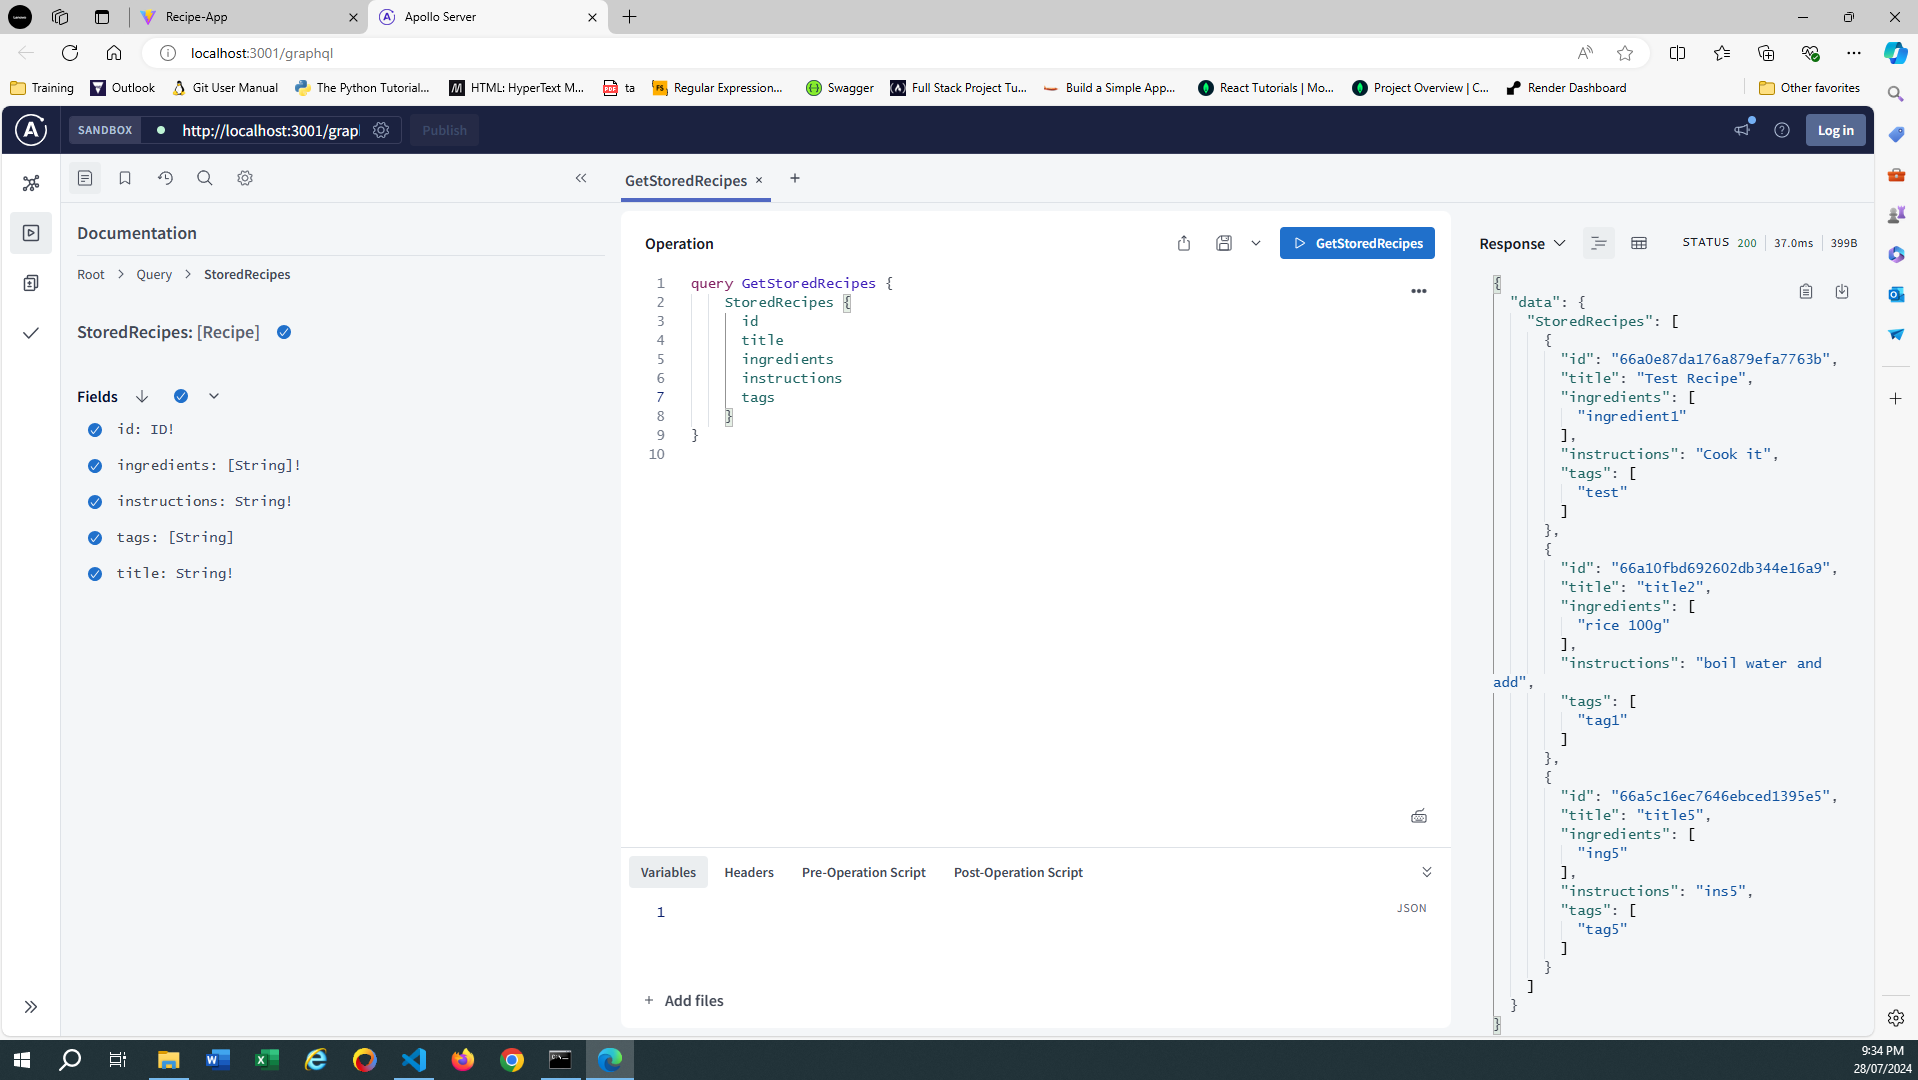 Recipe-App
Apollo Server
localhost:3001/graphql
Training
Outlook
Git User Manual
The Python Tutorial...
HTML: HyperText M...
ta
Regular Expression...
Swagger
Full Stack Project Tu...
Build a Simple App...
React Tutorials | Mo...
Project Overview | C...
Render Dashboard
Other favorites
SANDBOX
http://localhost:3001/grap
Publish
Log in
GetStoredRecipes
Documentation
Root > Query > StoredRecipes
StoredRecipes: [Recipe]
Fields
id: ID!
ingredients: [String]!
instructions: String!
tags: [String]
title: String!
Operation
GetStoredRecipes
1 query GetStoredRecipes {
2 StoredRecipes {
3 id
4 title
5 ingredients
6 instructions
7 tags
8 }
9 }
10
Variables
Headers
Pre-Operation Script
Post-Operation Script
1
JSON
+ Add files
Response
STATUS 200
37.0ms
399B
{
"data": {
"StoredRecipes": [
{
"id": "66a0e87da176a879efa7763b",
"title": "Test Recipe",
"ingredients": [
"ingredient1"
],
"instructions": "Cook it",
"tags": [
"test"
]
},
{
"id": "66a10fbd692602db344e16a9",
"title": "title2",
"ingredients": [
"rice 100g"
],
"instructions": "boil water and
add",
"tags": [
"tag1"
]
},
{
"id": "66a5c16ec7646ebced1395e5",
"title": "title5",
"ingredients": [
"ing5"
],
"instructions": "ins5",
"tags": [
"tag5"
]
}
]
}
}
9:34 PM
28/07/2024